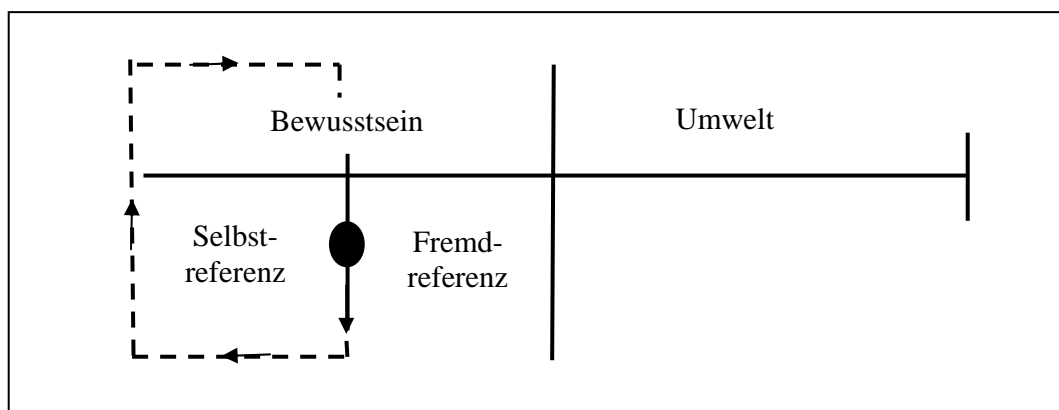 Bewusstsein
Umwelt
Selbst-
referenz
Fremd-
referenz